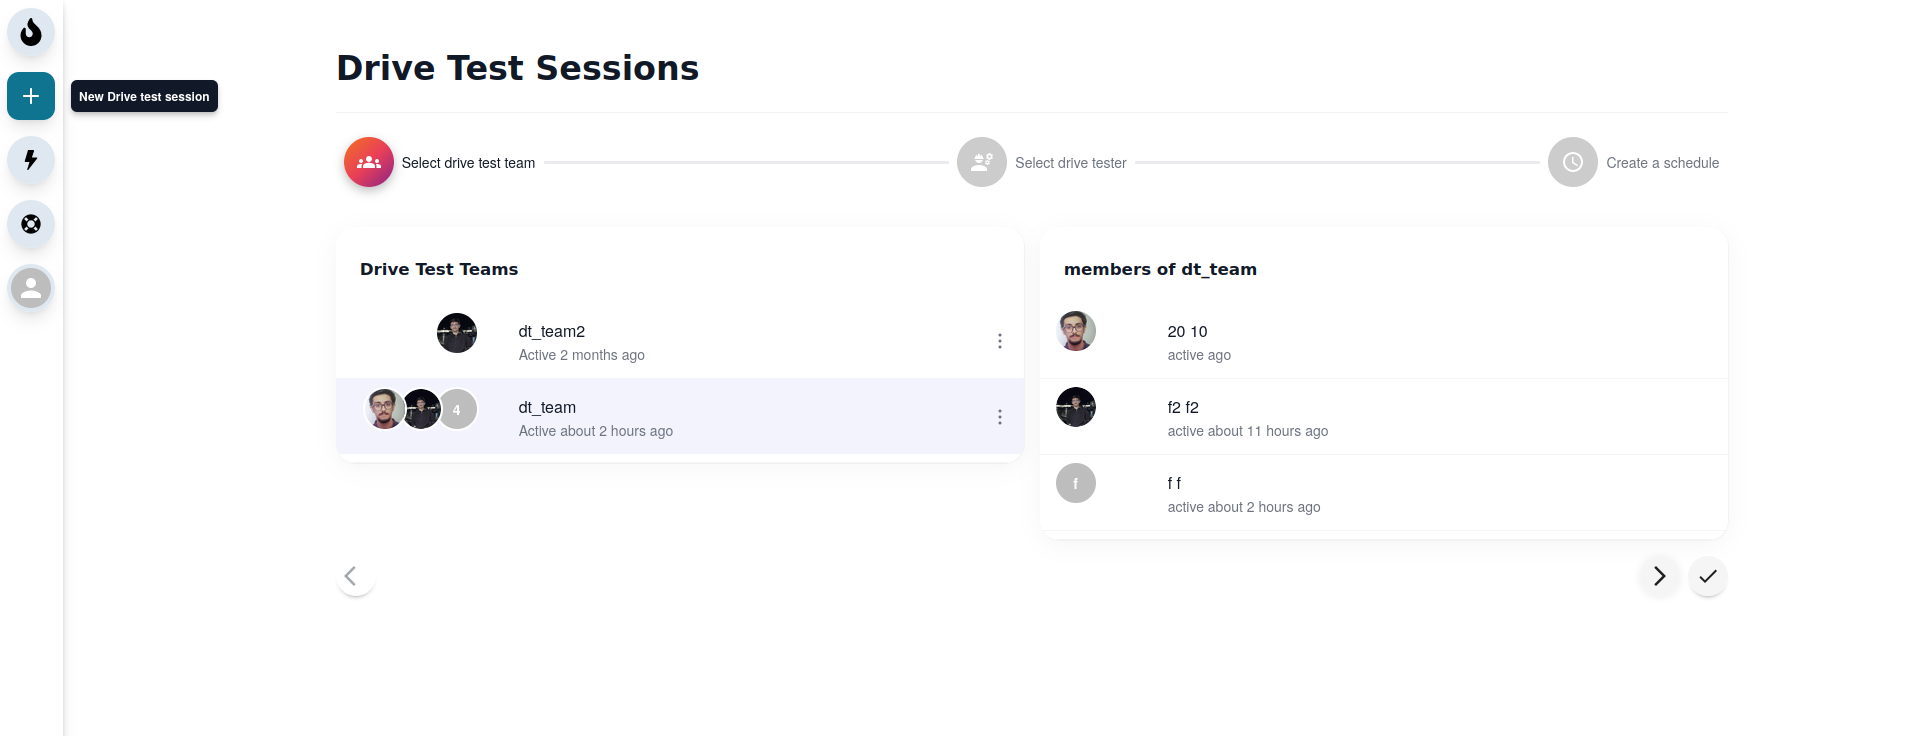 New Drive test session
Drive Test Sessions
Select drive test team
Select drive tester
Create a schedule
Drive Test Teams
dt_team2
Active 2 months ago
4
dt_team
Active about 2 hours ago
members of dt_team
20 10
active ago
f2 f2
active about 11 hours ago
f
f f
active about 2 hours ago